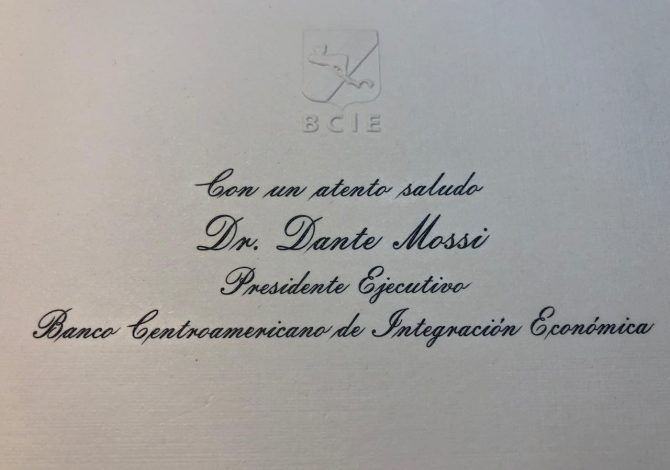 BCIE
Con un atento saludo
Dr. Dante Mossi
Presidente Ejecutivo
Banco Centroamericano de Integración Económica